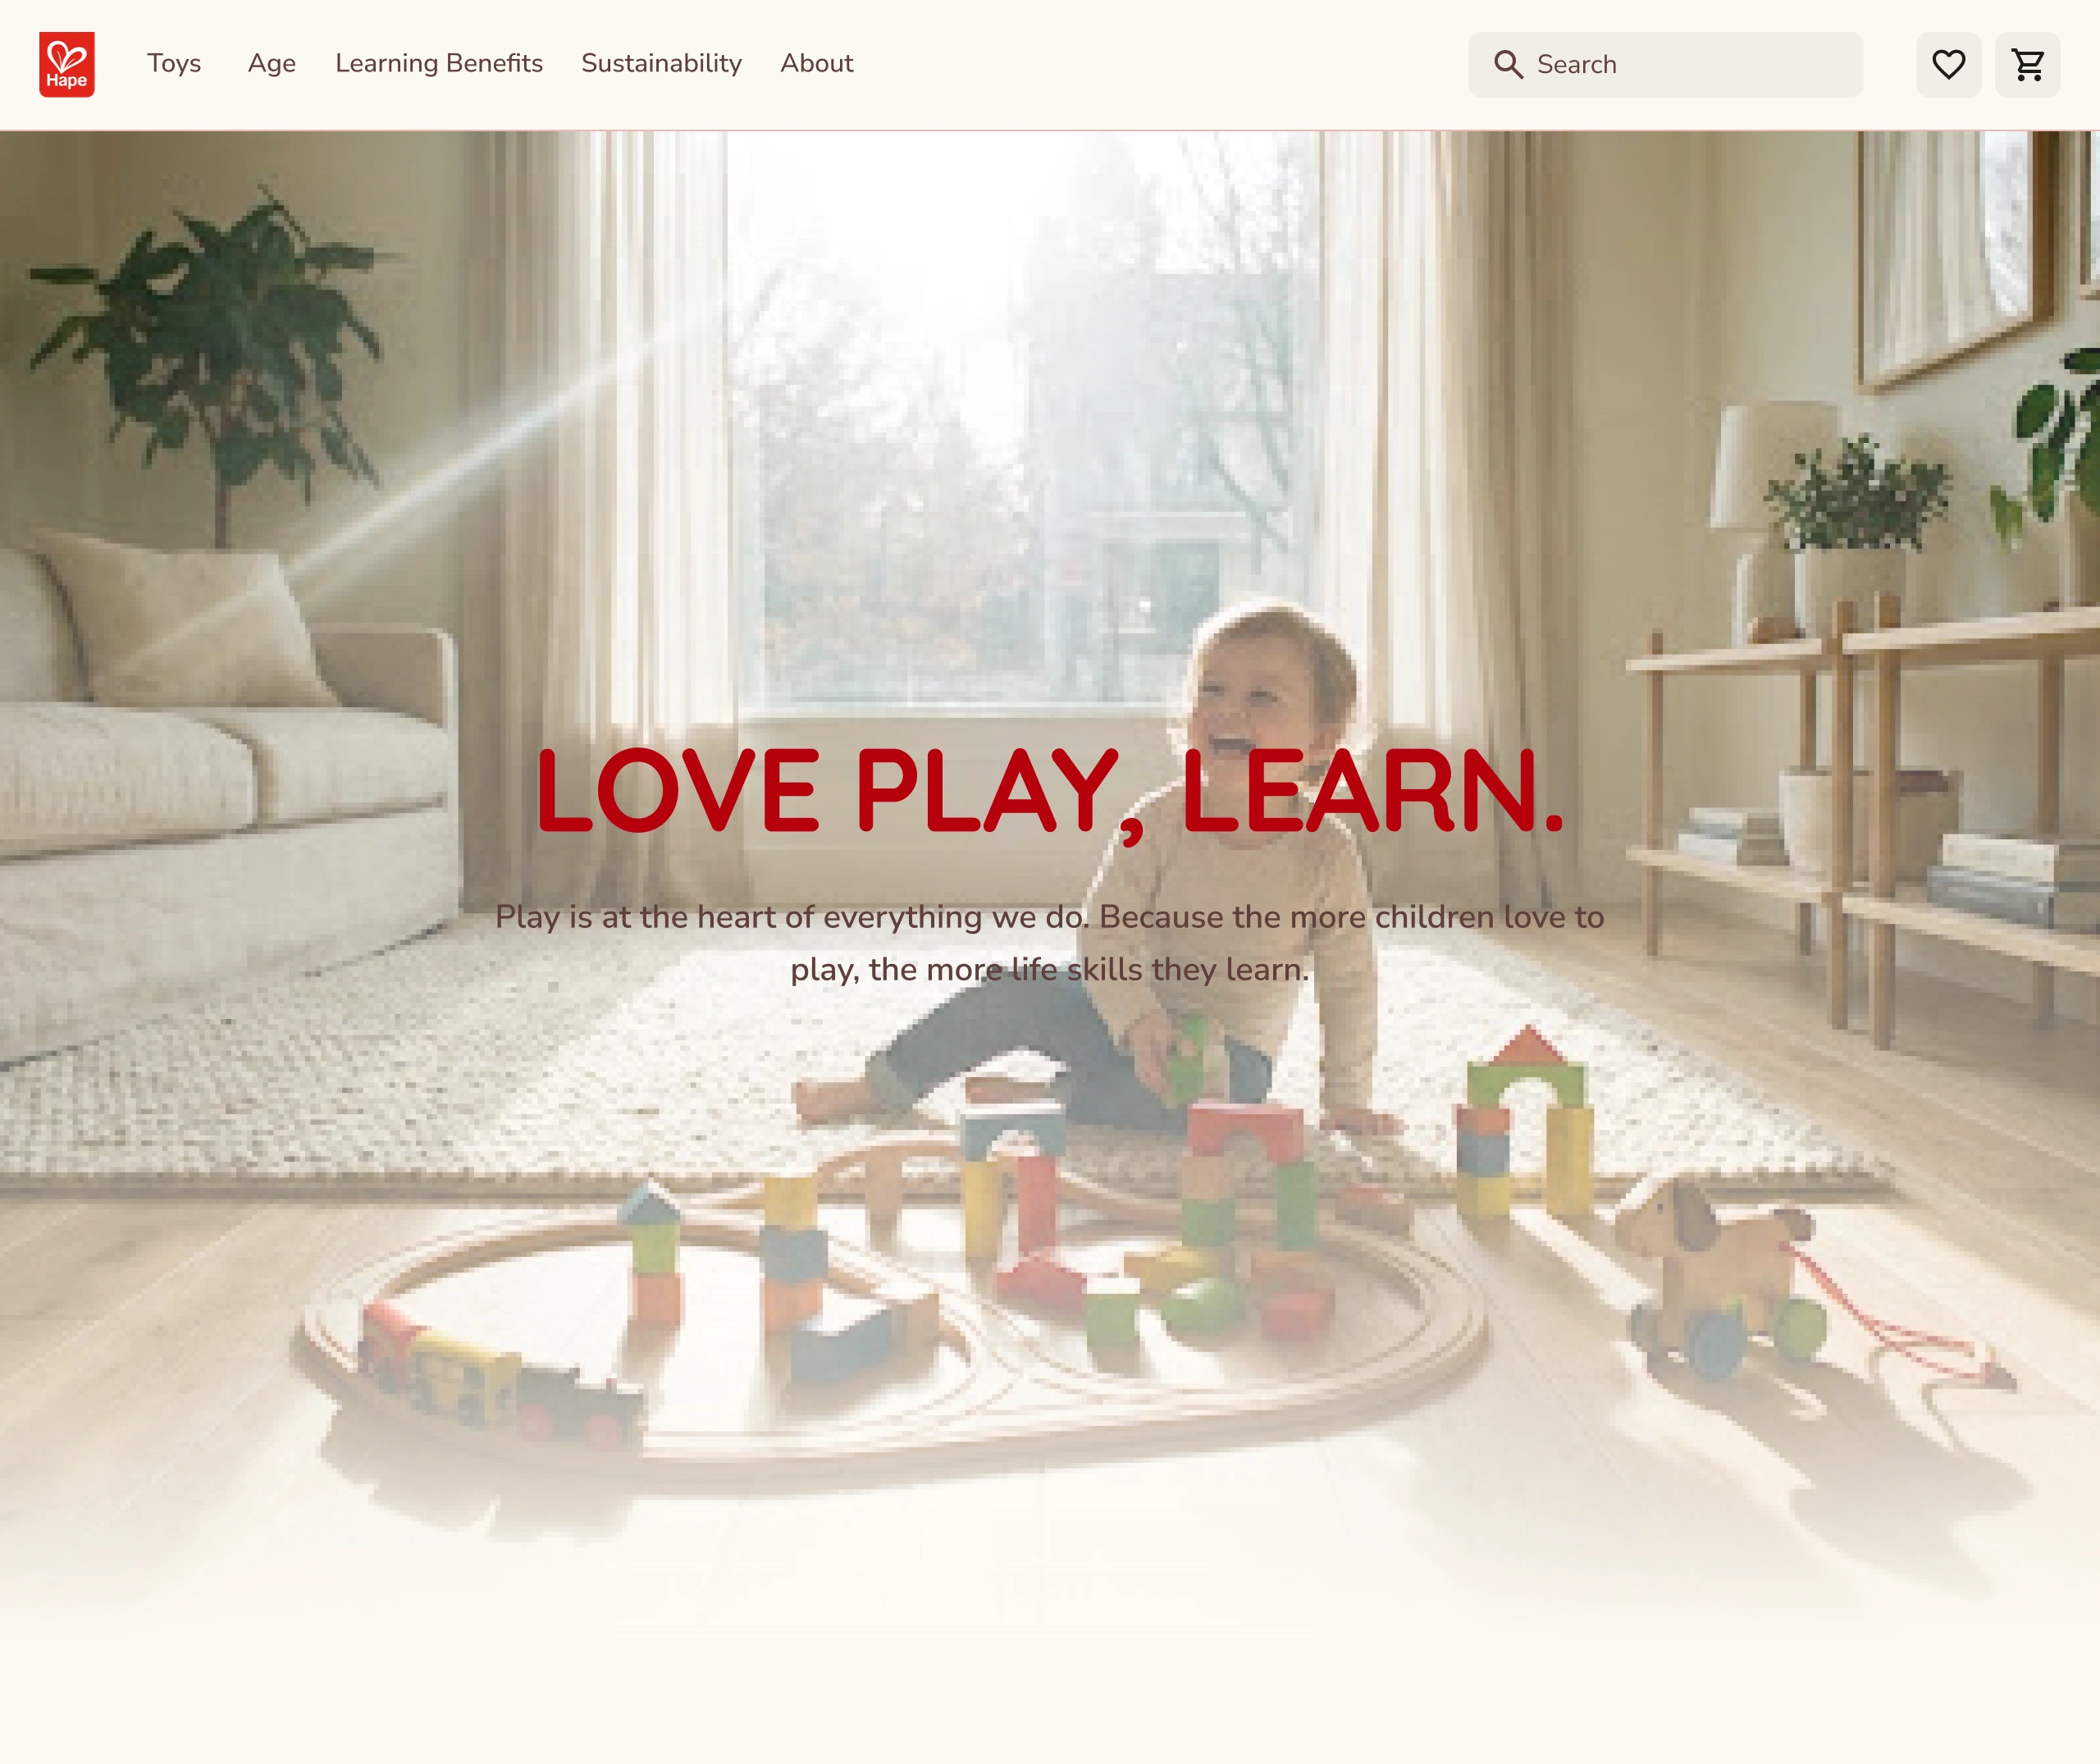 Hape
Toys Age Learning Benefits Sustainability About
Search
LOVE PLAY, LEARN.
Play is at the heart of everything we do. Because the more children love to
play, the more life skills they learn.